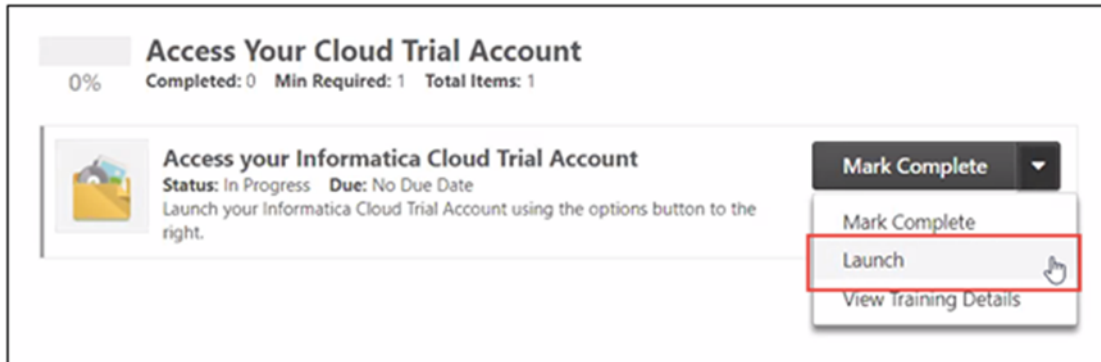 Access Your Cloud Trial Account
0%
Completed: 0 Min Required: 1 Total Items: 1
Access your Informatica Cloud Trial Account
Status: In Progress Due: No Due Date
Launch your Informatica Cloud Trial Account using the options button to the
right.
Mark Complete
Mark Complete
Launch
View Training Details